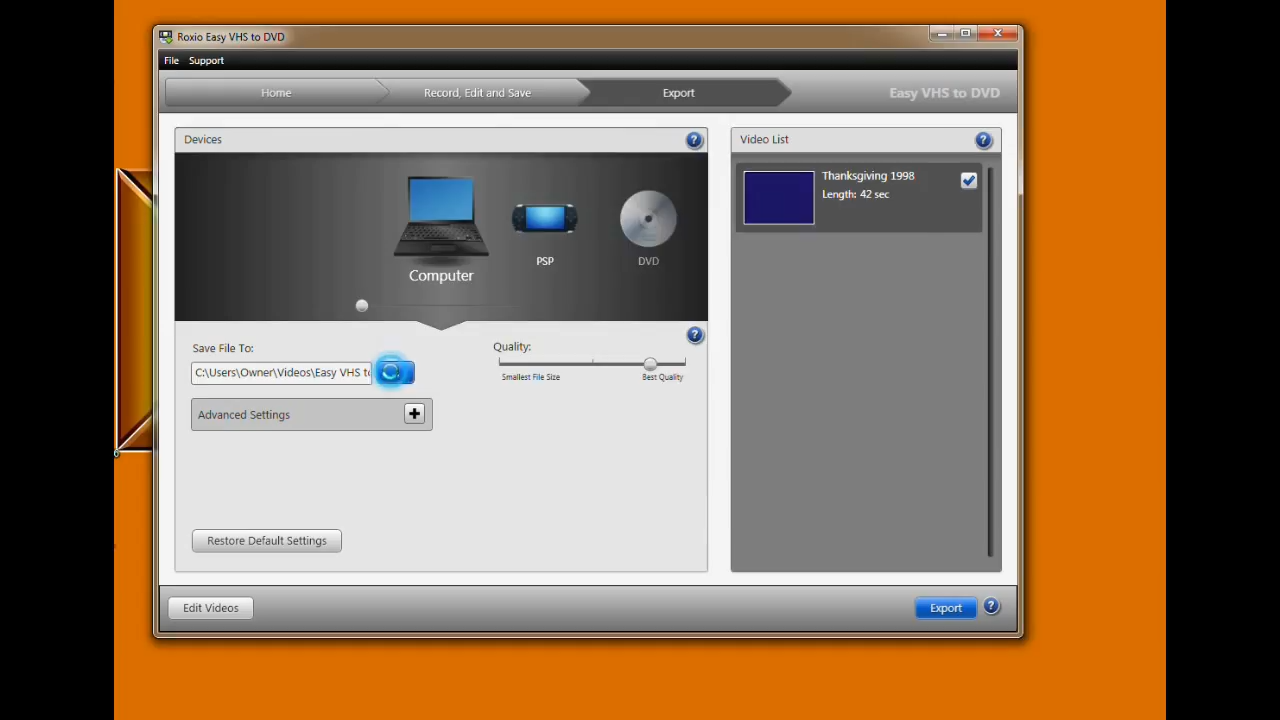 Roxio Easy VHS to DVD
File Support
Home Record, Edit and Save Export Easy VHS to DVD
Devices
Video List
Thanksgiving 1998
Length: 42 sec
Computer
PSP
DVD
Save File To:
C:\Users\Owner\Videos\Easy VHS to
Quality:
Smallest File Size Best Quality
Advanced Settings
Restore Default Settings
Edit Videos
Export